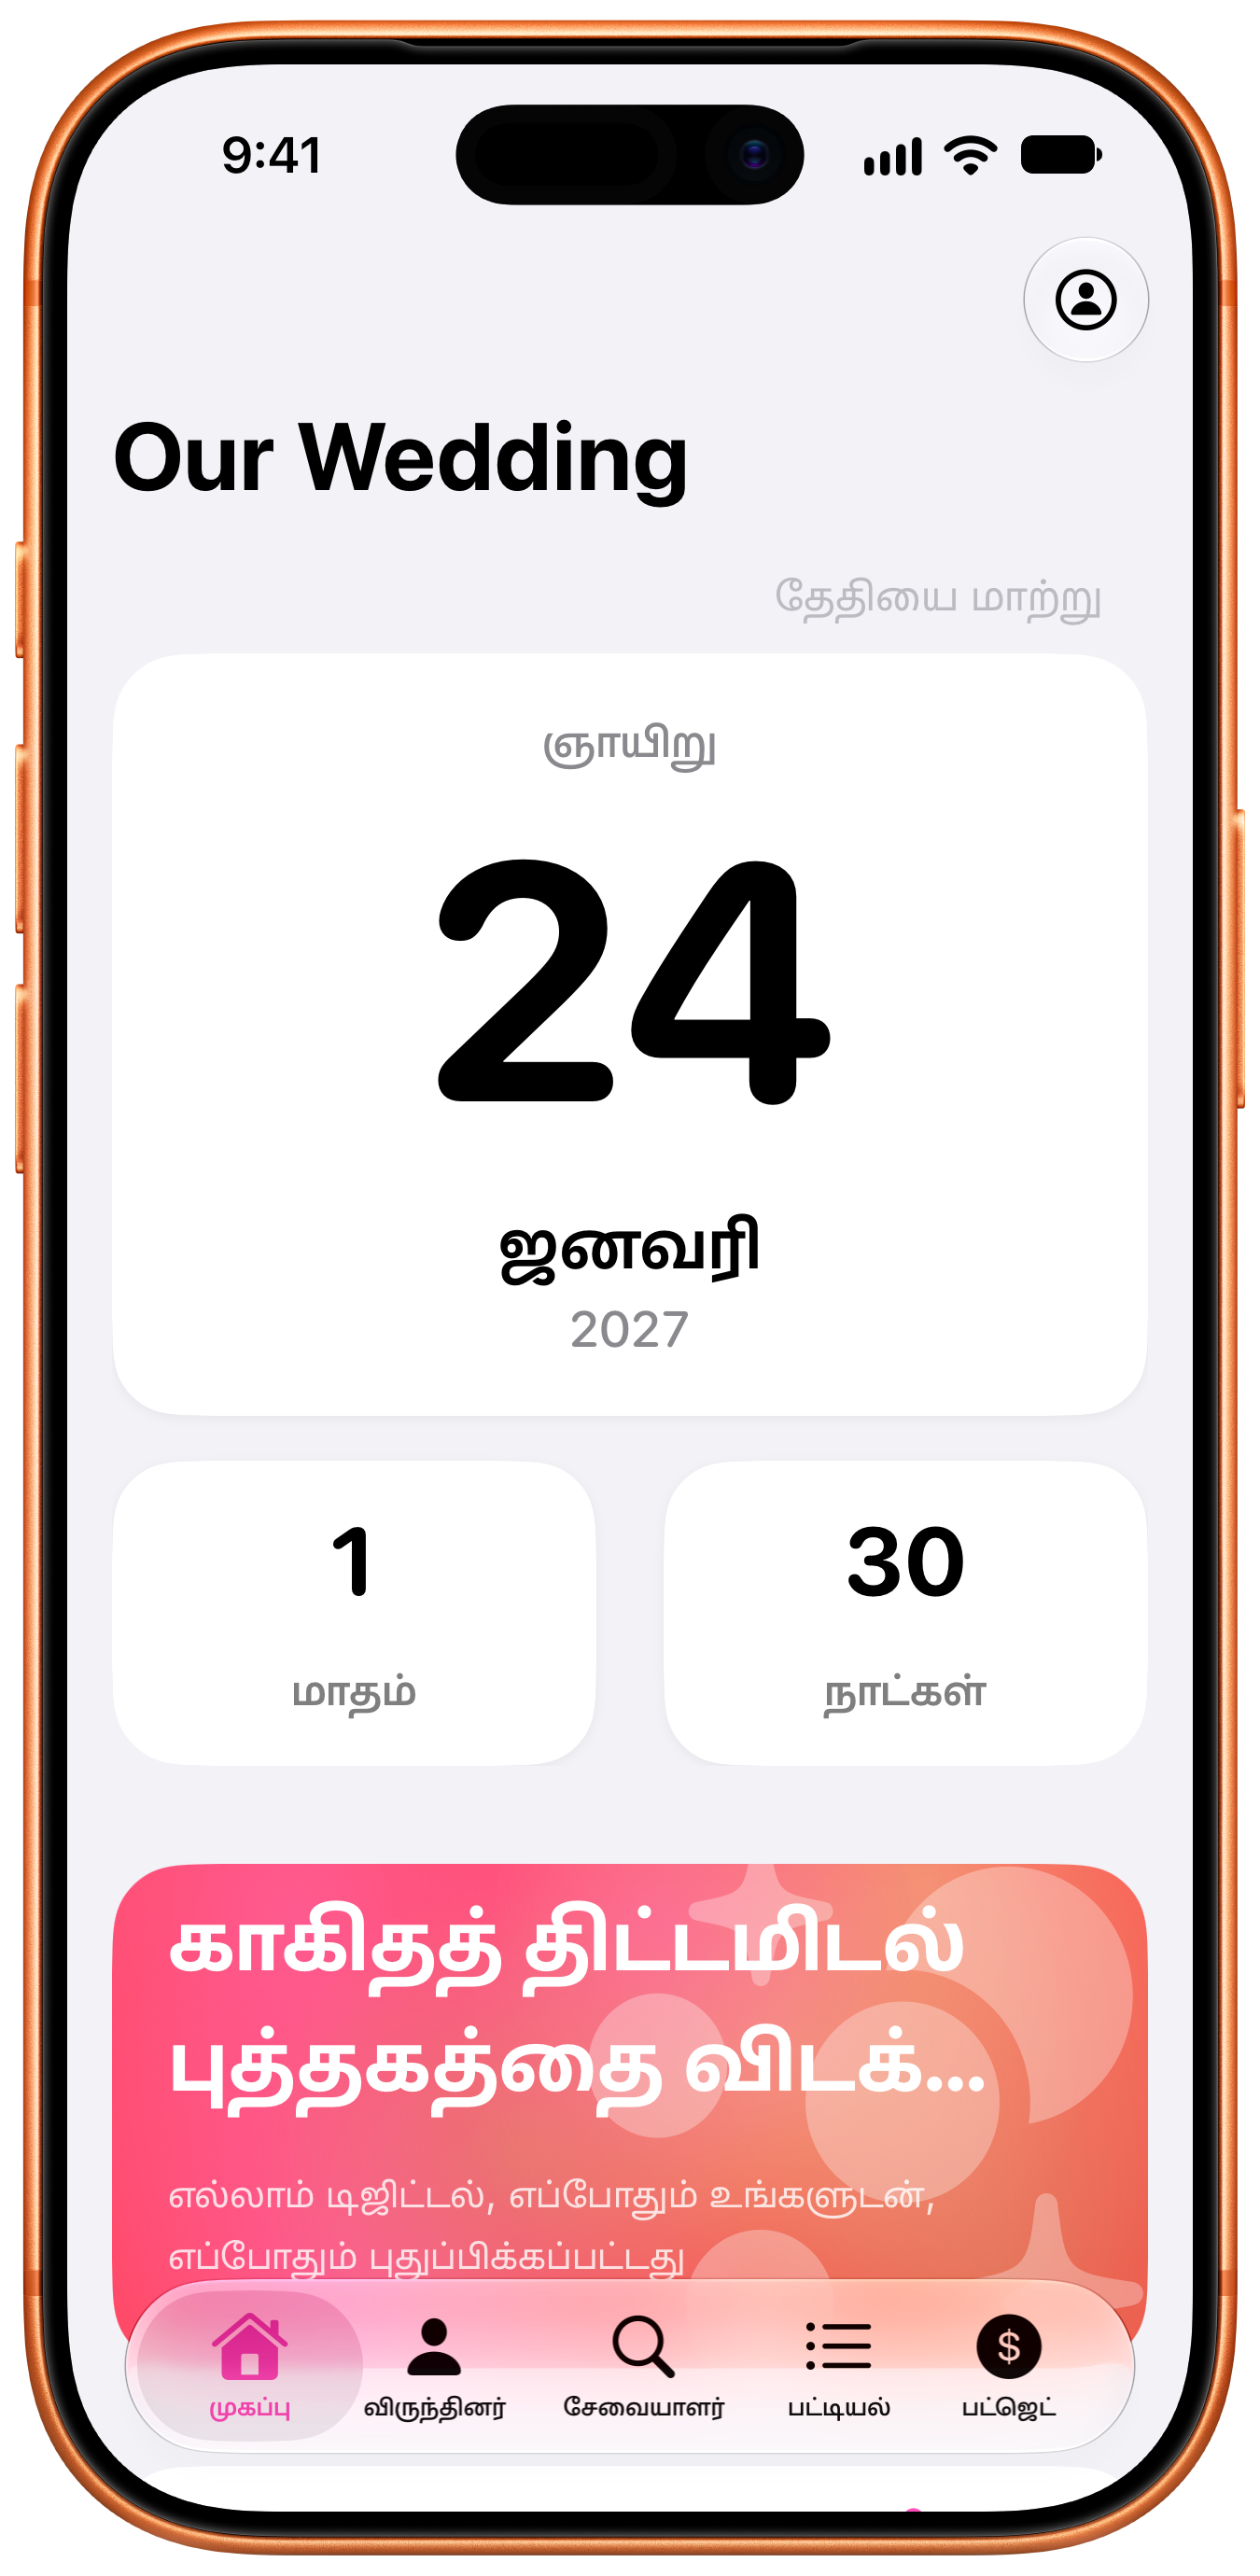 9:41
Our Wedding
தேதியை மாற்று
ஞாயிறு
24
ஜனவரி
2027
1
மாதம்
30
நாட்கள்
காகிதத் திட்டமிடல்
புத்தகத்தை விடக்...
எல்லாம் டிஜிட்டல், எப்போதும் உங்களுடன்,
எப்போதும் புதுப்பிக்கப்பட்டது
முகப்பு
விருந்தினர்
சேவையாளர்
பட்டியல்
பட்ஜெட்